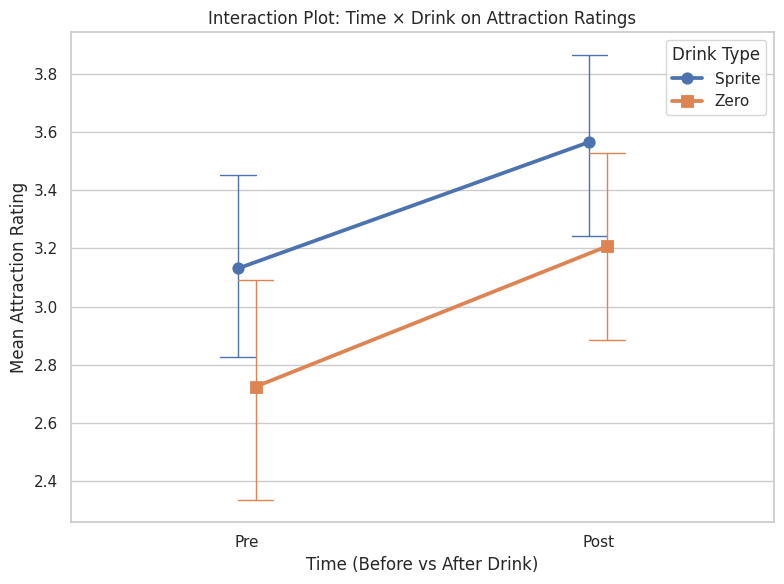 Interaction Plot: Time × Drink on Attraction Ratings
Drink Type
Sprite
Zero
Mean Attraction Rating
3.8
3.6
3.4
3.2
3.0
2.8
2.6
2.4
Pre
Post
Time (Before vs After Drink)